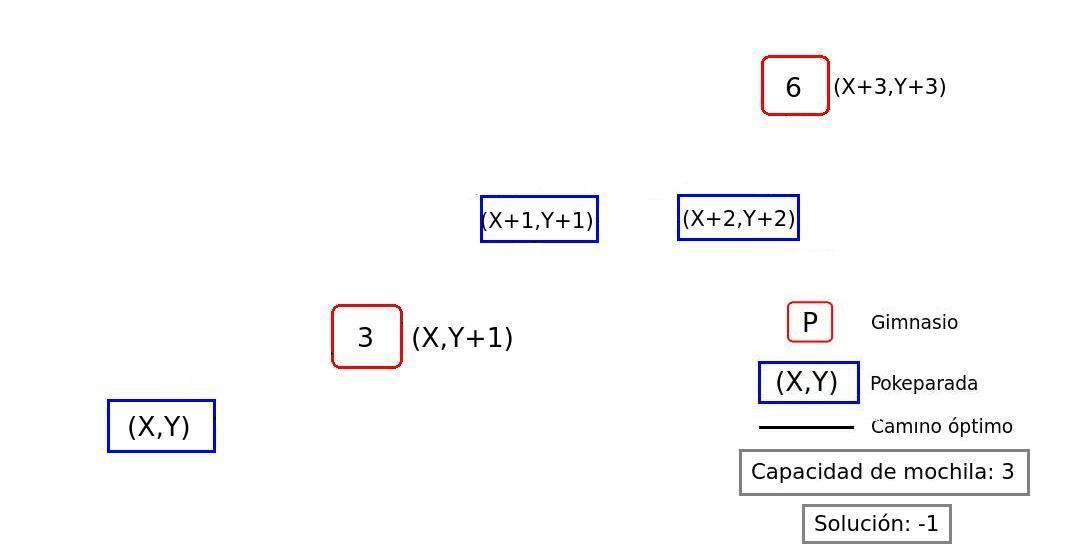 6 (X+3,Y+3)
(X+1,Y+1) (X+2,Y+2)
3 (X,Y+1)
(X,Y)
P Gimnasio
(X,Y) Pokeparada
Camino óptimo
Capacidad de mochila: 3
Solución: -1